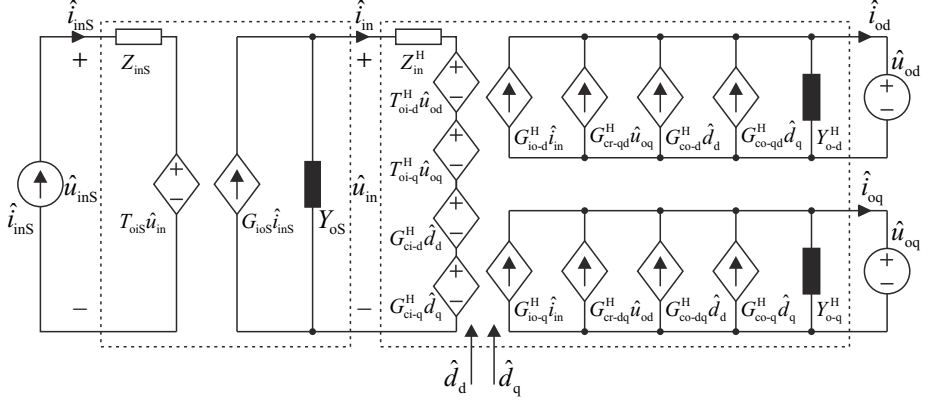 î_inS
Z_inS
+
−
û_inS
î_inS
T_oiS û_in
+
−
G_ioS î_inS
Y_oS
î_in
+
−
û_in
Z_in^H
+
−
T_oi-d^H û_od
+
−
T_oi-q^H û_oq
+
−
G_ci-d^H d̂_d
+
−
G_ci-q^H d̂_q
G_io-d^H î_in
G_cr-qd^H û_oq
G_co-d^H d̂_d
G_co-qd^H d̂_q
Y_o-d^H
î_od
û_od
+
−
G_io-q^H î_in
G_cr-dq^H û_od
G_co-dq^H d̂_d
G_co-q^H d̂_q
Y_o-q^H
î_oq
û_oq
+
−
d̂_d
d̂_q